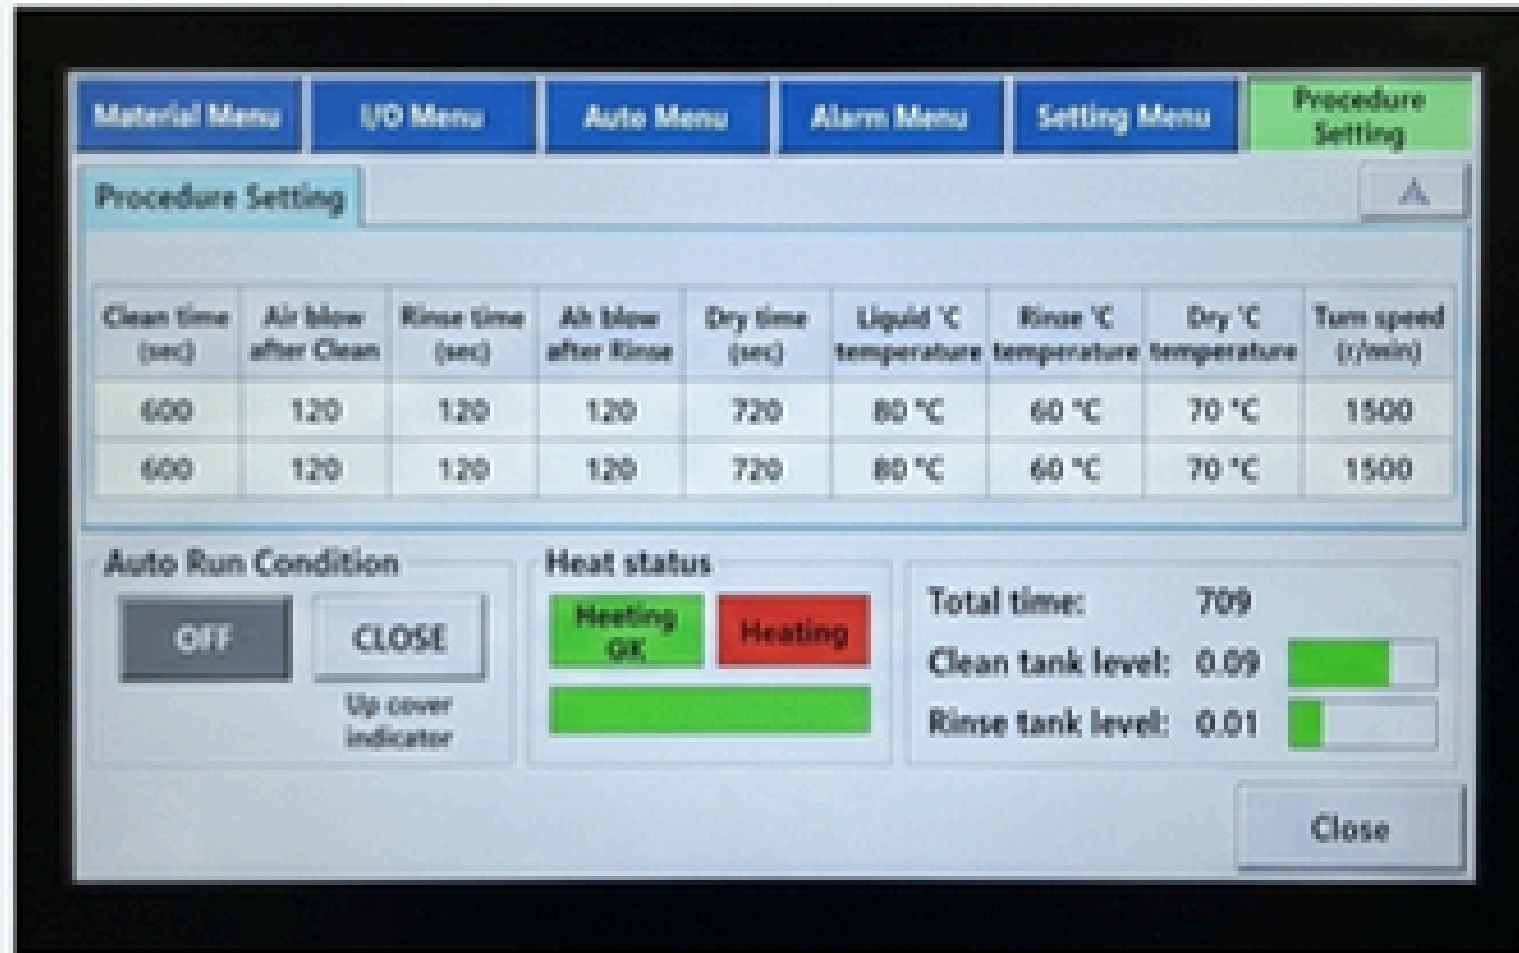 Material Menu I/O Menu Auto Menu Alarm Menu Setting Menu Procedure Setting
Procedure Setting
Clean time (sec) Air blow after Clean Rinse time (sec) Ah blow after Rinse Dry time (sec) Liquid °C temperature Rinse °C temperature Dry °C temperature Turn speed (r/min)
600 120 120 120 720 80 °C 60 °C 70 °C 1500
600 120 120 120 720 80 °C 60 °C 70 °C 1500
Auto Run Condition
OFF CLOSE
Up cover
indicator
Heat status
Heeting
OK
Heating
Total time: 709
Clean tank level: 0.09
Rinse tank level: 0.01
Close